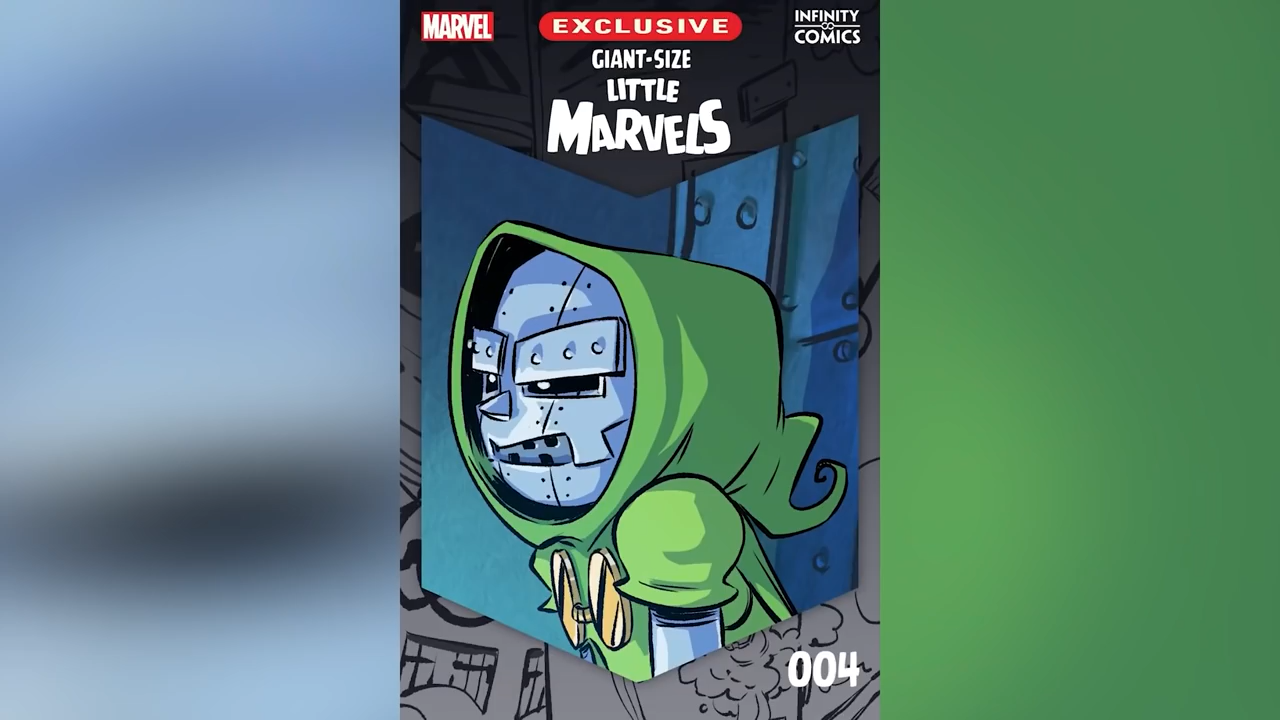 MARVEL
EXCLUSIVE
INFINITY
COMICS
GIANT-SIZE
LITTLE
MARVELS
004